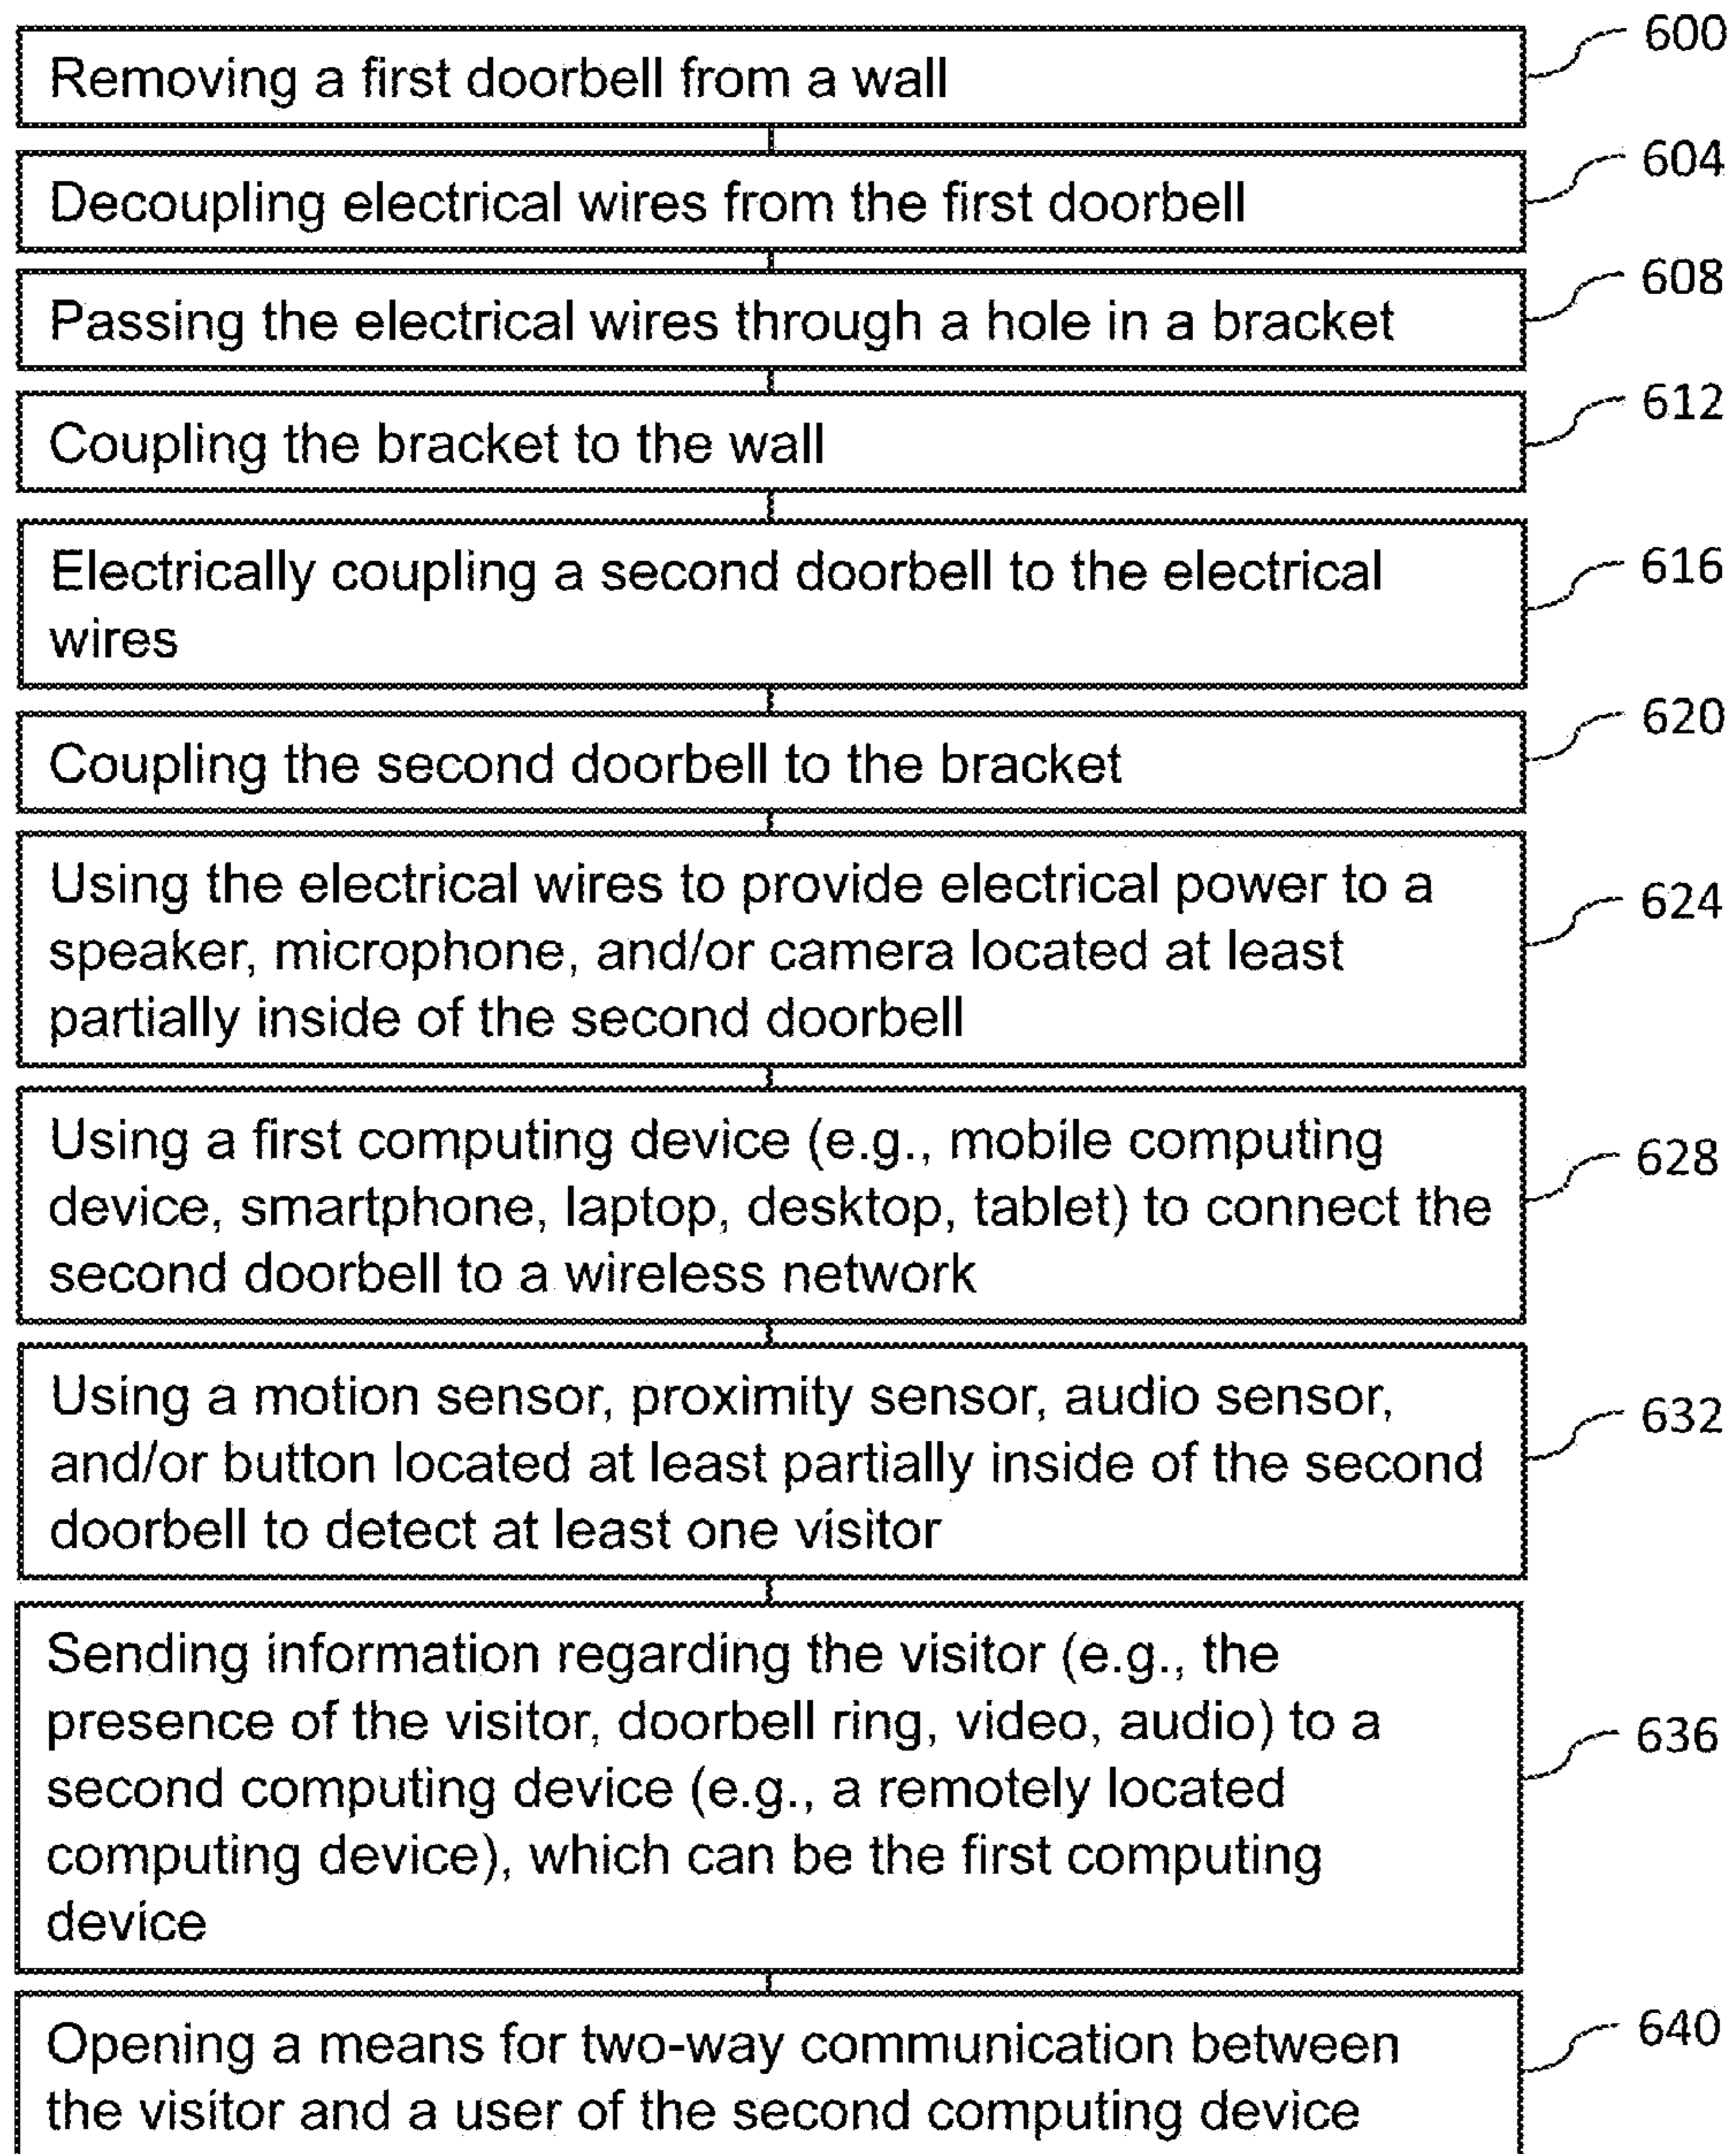 Removing a first doorbell from a wall
600
Decoupling electrical wires from the first doorbell
604
Passing the electrical wires through a hole in a bracket
608
Coupling the bracket to the wall
612
Electrically coupling a second doorbell to the electrical
wires
616
Coupling the second doorbell to the bracket
620
Using the electrical wires to provide electrical power to a
speaker, microphone, and/or camera located at least
partially inside of the second doorbell
624
Using a first computing device (e.g., mobile computing
device, smartphone, laptop, desktop, tablet) to connect the
second doorbell to a wireless network
628
Using a motion sensor, proximity sensor, audio sensor,
and/or button located at least partially inside of the second
doorbell to detect at least one visitor
632
Sending information regarding the visitor (e.g., the
presence of the visitor, doorbell ring, video, audio) to a
second computing device (e.g., a remotely located
computing device), which can be the first computing
device
636
Opening a means for two-way communication between
the visitor and a user of the second computing device
640